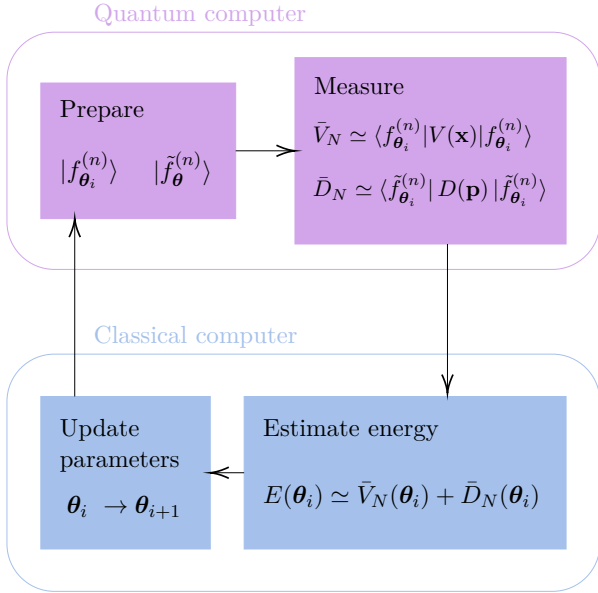 Quantum computer
Prepare
|f_{𝛉_i}^{(n)}⟩ |f̃_{𝛉}^{(n)}⟩
Measure
V̄_N ≃ ⟨f_{𝛉_i}^{(n)}|V(𝐱)|f_{𝛉_i}^{(n)}⟩
D̄_N ≃ ⟨f̃_{𝛉_i}^{(n)}| D(𝐩) |f̃_{𝛉_i}^{(n)}⟩
Classical computer
Update
parameters
𝛉_i → 𝛉_{i+1}
Estimate energy
E(𝛉_i) ≃ V̄_N(𝛉_i) + D̄_N(𝛉_i)